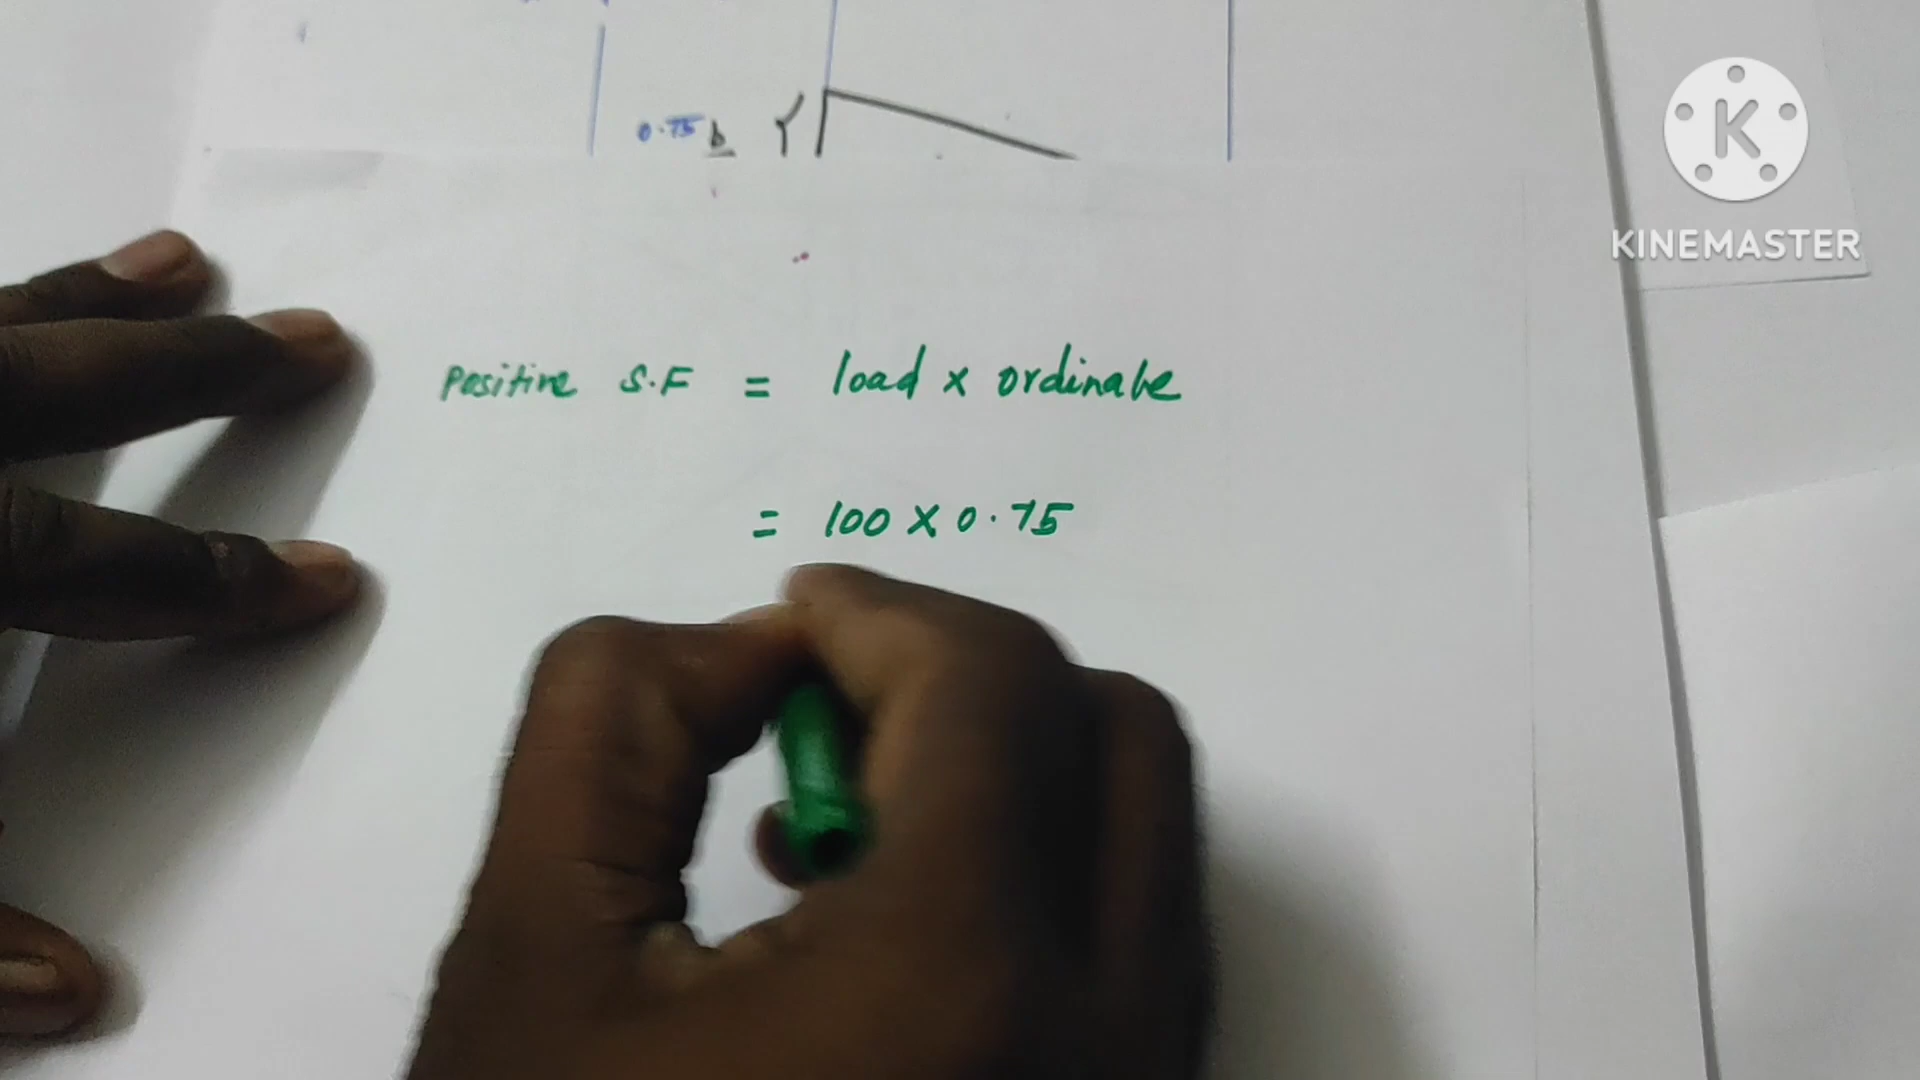 0.75 b
K
KINEMASTER
Positive S.F = load x ordinate
= 100 X 0.75